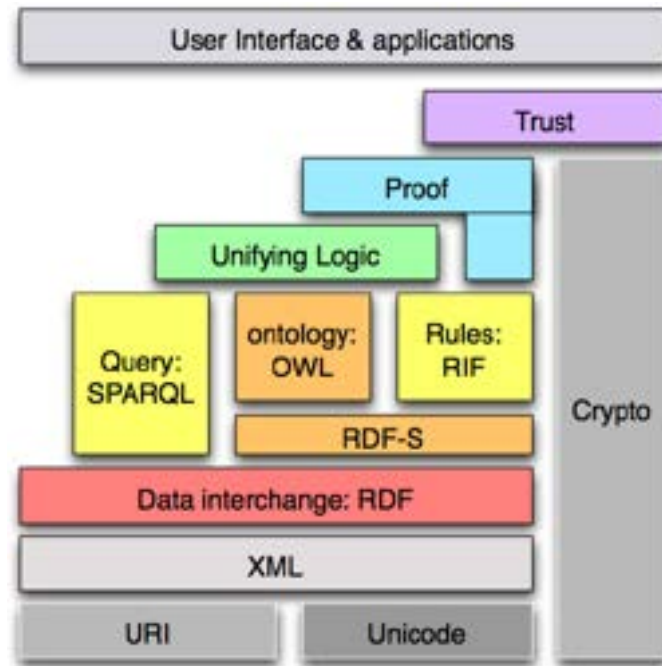 User Interface & applications
Trust
Proof
Unifying Logic
Query:
SPARQL
ontology:
OWL
Rules:
RIF
Crypto
RDF-S
Data interchange: RDF
XML
URI
Unicode